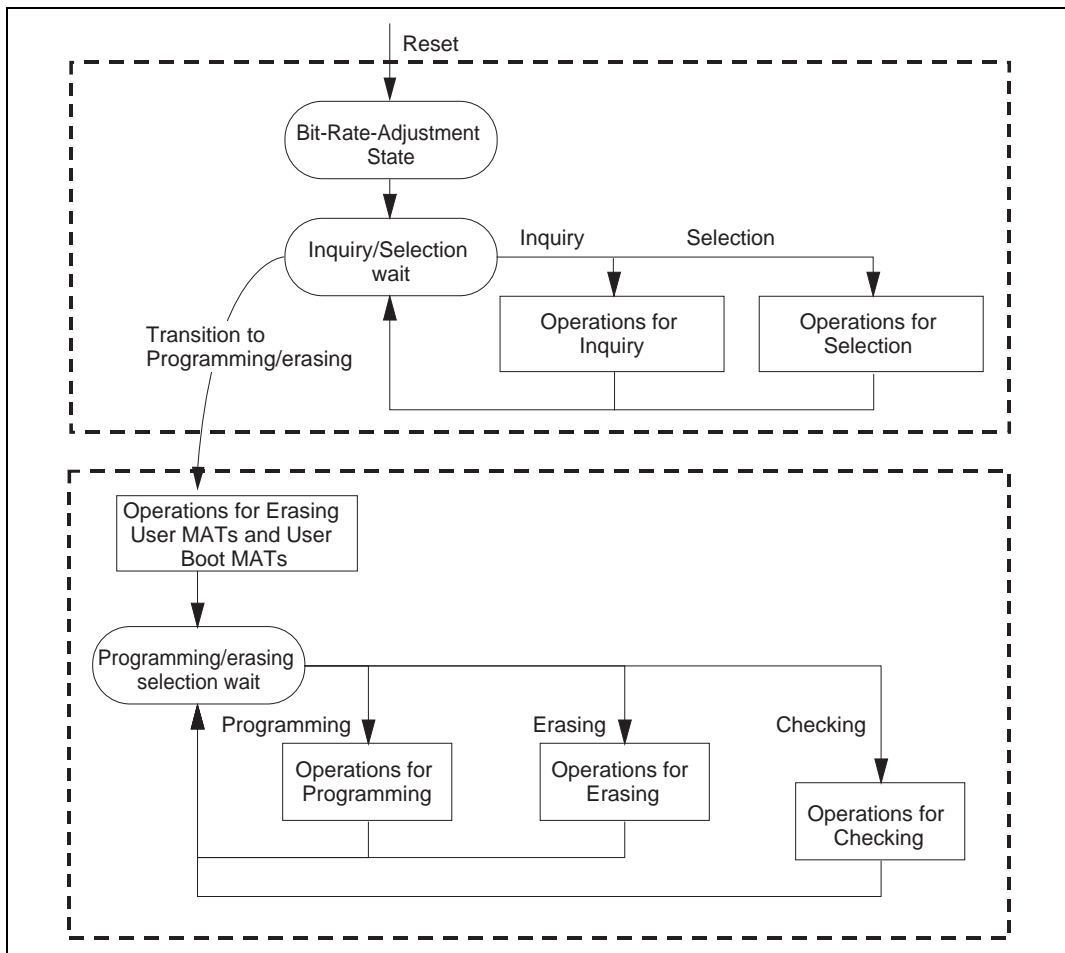 Reset
Bit-Rate-Adjustment
State
Inquiry/Selection
wait
Inquiry
Selection
Operations for
Inquiry
Operations for
Selection
Transition to
Programming/erasing
Operations for Erasing
User MATs and User
Boot MATs
Programming/erasing
selection wait
Programming
Erasing
Checking
Operations for
Programming
Operations for
Erasing
Operations for
Checking